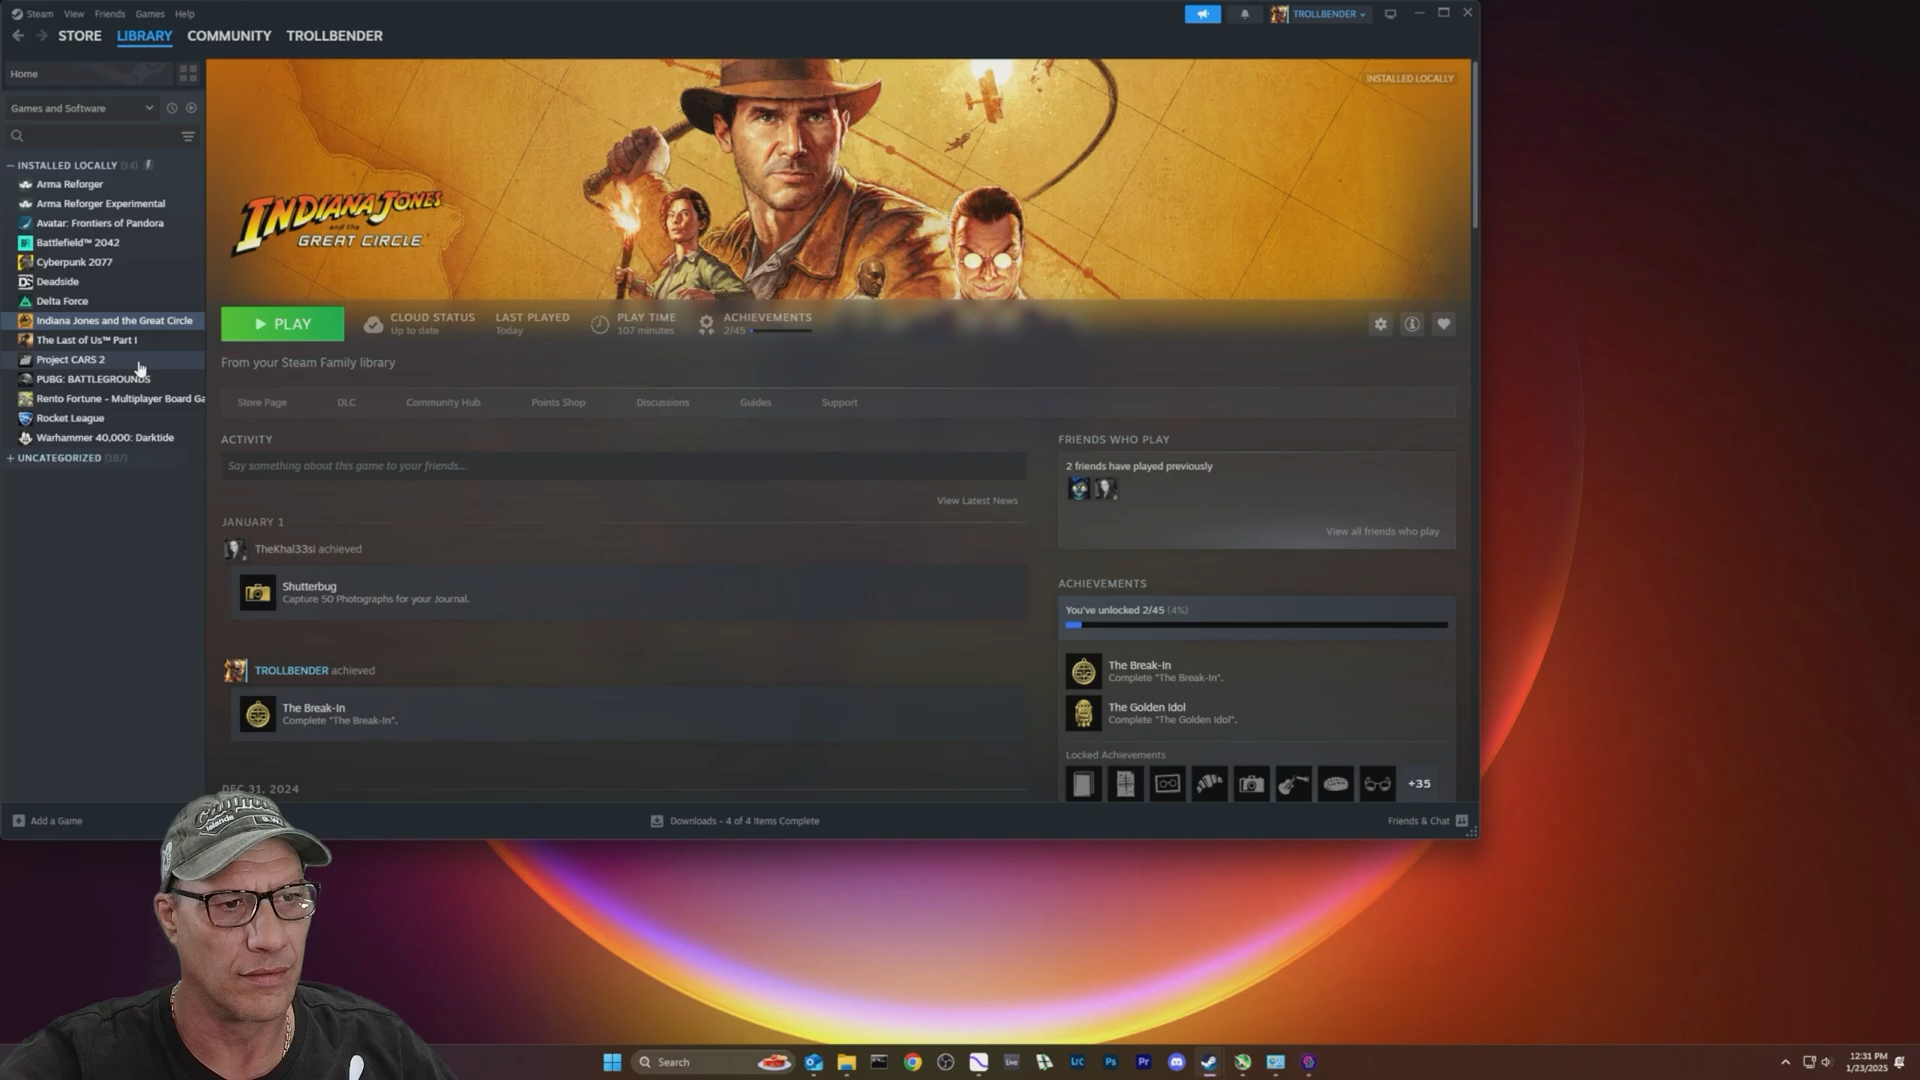 Steam View Friends Games Help
TROLLBENDER
STORE LIBRARY COMMUNITY TROLLBENDER
Home
Games and Software
INSTALLED LOCALLY (14)
Arma Reforger
Arma Reforger Experimental
Avatar: Frontiers of Pandora
BF Battlefield™ 2042
Cyberpunk 2077
DS Deadside
Delta Force
Indiana Jones and the Great Circle
The Last of Us™ Part I
Project CARS 2
PUBG: BATTLEGROUNDS
Rento Fortune - Multiplayer Board Ga
Rocket League
Warhammer 40,000: Darktide
UNCATEGORIZED (187)
INSTALLED LOCALLY
INDIANA JONES
and the
GREAT CIRCLE
PLAY
CLOUD STATUS
Up to date
LAST PLAYED
Today
PLAY TIME
107 minutes
ACHIEVEMENTS
2/45
From your Steam Family library
Store Page DLC Community Hub Points Shop Discussions Guides Support
ACTIVITY
Say something about this game to your friends...
View Latest News
JANUARY 1
TheKhal33si achieved
Shutterbug
Capture 50 Photographs for your Journal.
TROLLBENDER achieved
The Break-In
Complete "The Break-In".
DEC 31, 2024
FRIENDS WHO PLAY
2 friends have played previously
View all friends who play
ACHIEVEMENTS
You've unlocked 2/45 (4%)
The Break-In
Complete "The Break-In".
The Golden Idol
Complete "The Golden Idol".
Locked Achievements
+35
Add a Game
Downloads - 4 of 4 Items Complete
Friends & Chat
Islands
Search
Live
Lrc
Ps
Pr
12:31 PM
1/23/2025